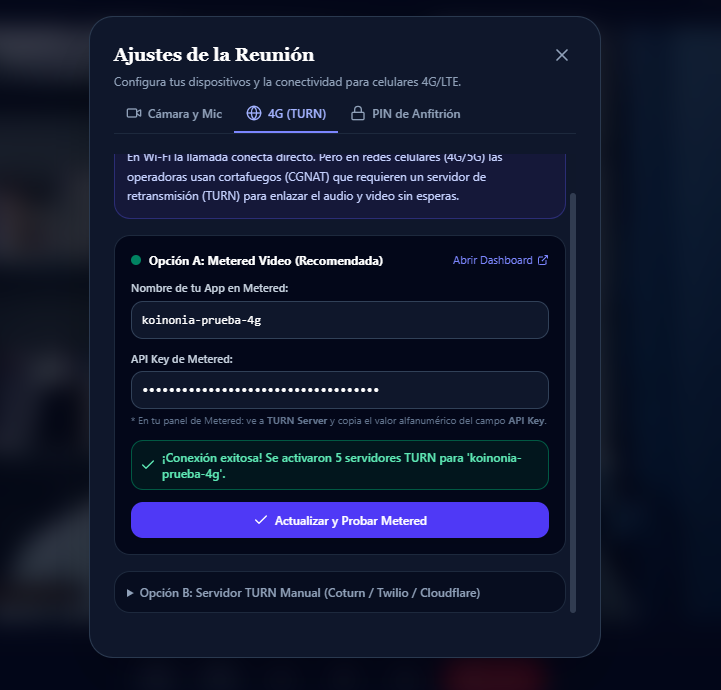 Ajustes de la Reunión
Configura tus dispositivos y la conectividad para celulares 4G/LTE.
Cámara y Mic
4G (TURN)
PIN de Anfitrión
En Wi-Fi la llamada conecta directo. Pero en redes celulares (4G/5G) las
operadoras usan cortafuegos (CGNAT) que requieren un servidor de
retransmisión (TURN) para enlazar el audio y video sin esperas.
Opción A: Metered Video (Recomendada)
Abrir Dashboard
Nombre de tu App en Metered:
koinonia-prueba-4g
API Key de Metered:
••••••••••••••••••••••••••••••••••••
* En tu panel de Metered: ve a TURN Server y copia el valor alfanumérico del campo API Key.
¡Conexión exitosa! Se activaron 5 servidores TURN para 'koinonia-
prueba-4g'.
Actualizar y Probar Metered
Opción B: Servidor TURN Manual (Coturn / Twilio / Cloudflare)